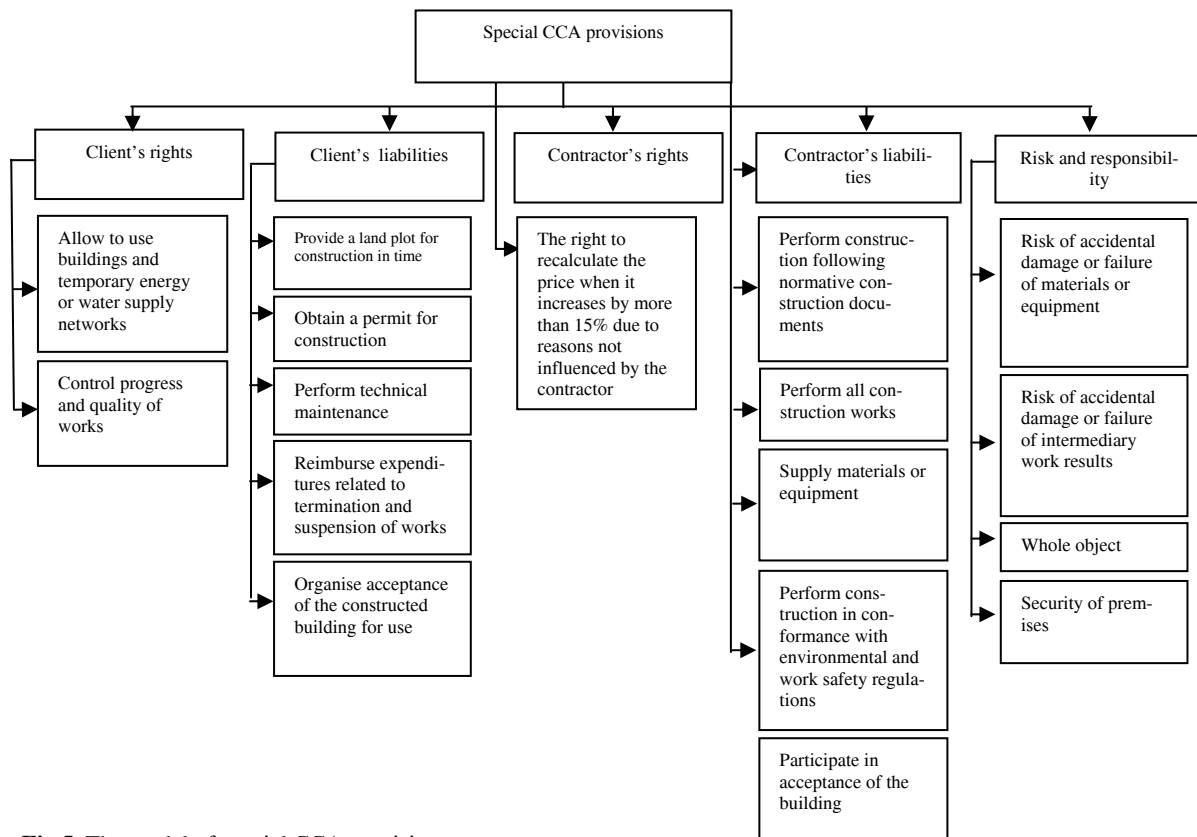 Special CCA provisions
Client's rights
Allow to use
buildings and
temporary energy
or water supply
networks
Control progress
and quality of
works
Client's liabilities
Provide a land plot for
construction in time
Obtain a permit for
construction
Perform technical
maintenance
Reimburse expendi-
tures related to
termination and
suspension of works
Organise acceptance
of the constructed
building for use
Contractor's rights
The right to
recalculate the
price when it
increases by more
than 15% due to
reasons not
influenced by the
contractor
Contractor's liabili-
ties
Perform construc-
tion following
normative con-
struction docu-
ments
Perform all con-
struction works
Supply materials or
equipment
Perform cons-
truction in con-
formance with
environmental and
work safety regula-
tions
Participate in
acceptance of the
building
Risk and responsibil-
ity
Risk of accidental
damage or failure
of materials or
equipment
Risk of accidental
damage or failure
of intermediary
work results
Whole object
Security of prem-
ises